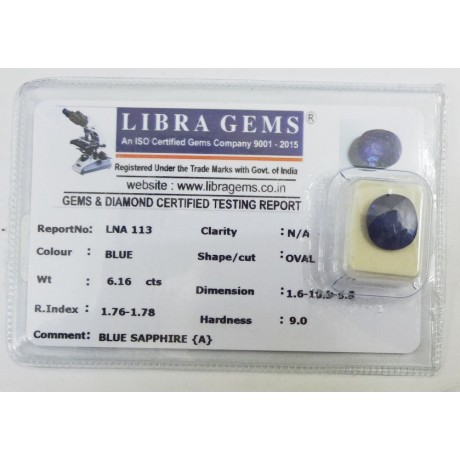 LIBRA GEMS ®
An ISO Certified Gems Company 9001 - 2015
Registered Under the Trade Marks with Govt. of India
website : www.libragems.co.in
GEMS & DIAMOND CERTIFIED TESTING REPORT
ReportNo: LNA 113 Clarity : N/A
Colour : BLUE Shape/cut : OVAL
Wt : 6.16 cts Dimension
R.Index : 1.76-1.78 Hardness : 9.0
Comment: BLUE SAPPHIRE {A}